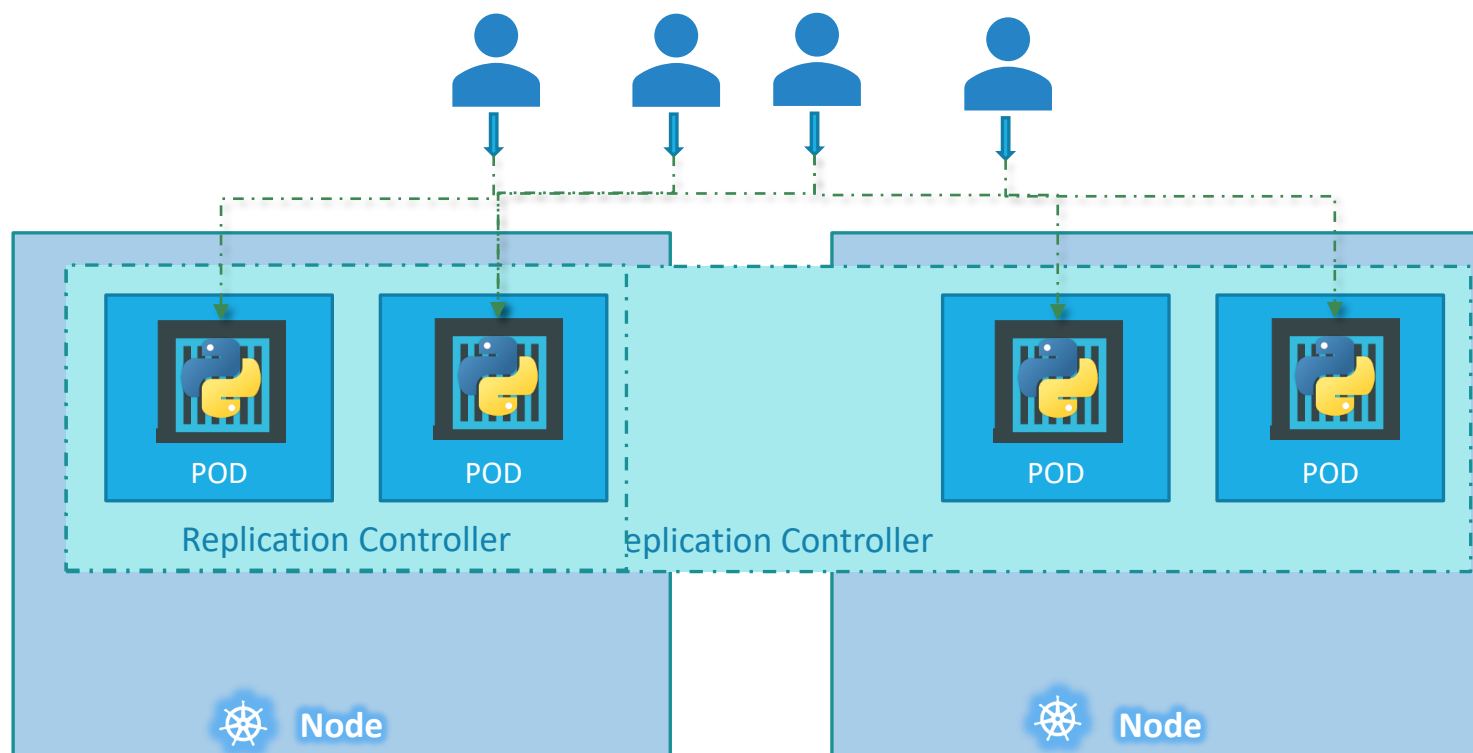 POD
POD
POD
POD
Replication Controller
eplication Controller
Node
Node